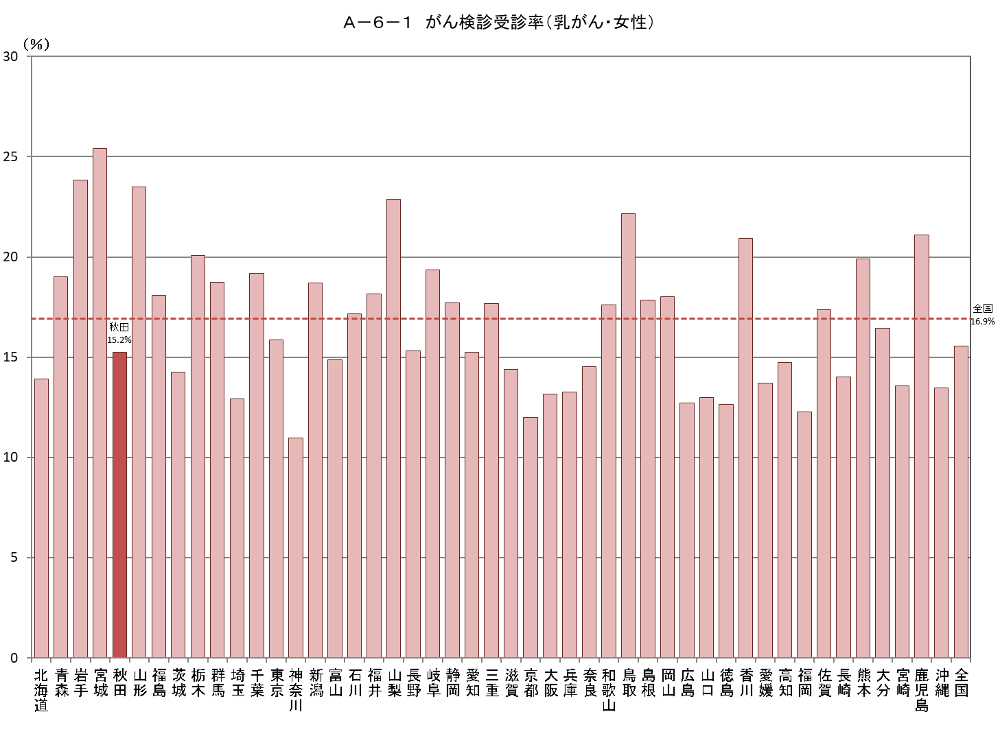 A－6－1　がん検診受診率（乳がん・女性）
（%）
30
25
20
15
10
5
0
秋田
15.2%
全国
16.9%
北海道
青森
岩手
宮城
秋田
山形
福島
茨城
栃木
群馬
埼玉
千葉
東京
神奈川
新潟
富山
石川
福井
山梨
長野
岐阜
静岡
愛知
三重
滋賀
京都
大阪
兵庫
奈良
和歌山
鳥取
島根
岡山
広島
山口
徳島
香川
愛媛
高知
福岡
佐賀
長崎
熊本
大分
宮崎
鹿児島
沖縄
全国